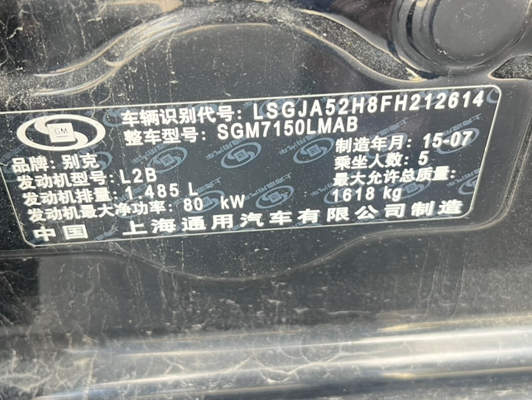 GM
车辆识别代号: LSGJA52H8FH212614
整车型号: SGM7150LMAB
品牌: 别克
制造年月: 15-07
发动机型号: L2B
乘坐人数: 5
发动机排量: 1.485 L
最大允许总质量:
发动机最大净功率: 80 kW
1618 kg
中国 上海通用汽车有限公司制造